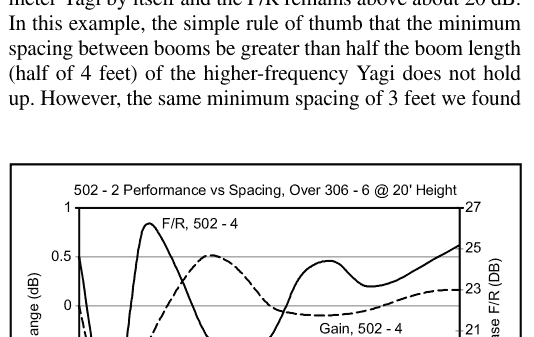 meter Yagi by itself and the F/R remains above about 20 dB.
In this example, the simple rule of thumb that the minimum
spacing between booms be greater than half the boom length
(half of 4 feet) of the higher-frequency Yagi does not hold
up. However, the same minimum spacing of 3 feet we found
502 - 2 Performance vs Spacing, Over 306 - 6 @ 20' Height
1
27
F/R, 502 - 4
25
0.5
23
0
Gain, 502 - 4
21
(dB)
F/R (DB)